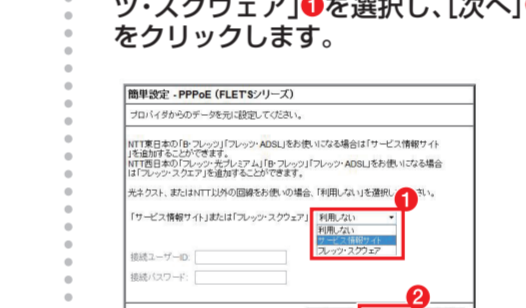 ツ・スクウェア」❶を選択し、[次へ]
をクリックします。
簡単設定 - PPPoE (FLET'Sシリーズ)
プロバイダからのデータを元に設定してください。
NTT東日本の「B・フレッツ」「フレッツ・ADSL」をお使いになる場合は「サービス情報サイト
」を追加することができます。
NTT西日本の「フレッツ・光プレミアム」「B・フレッツ」「フレッツ・ADSL」をお使いになる場合
は「フレッツ・スクエア」を追加することができます。
光ネクスト、またはNTT以外の回線をお使いの場合、「利用しない」を選択し
さい。
1
「サービス情報サイト」または「フレッツ・スクウェア」 利用しない
利用しない
サービス情報サイト
フレッツ・スクウェア
接続ユーザーID:
接続パスワード:
2